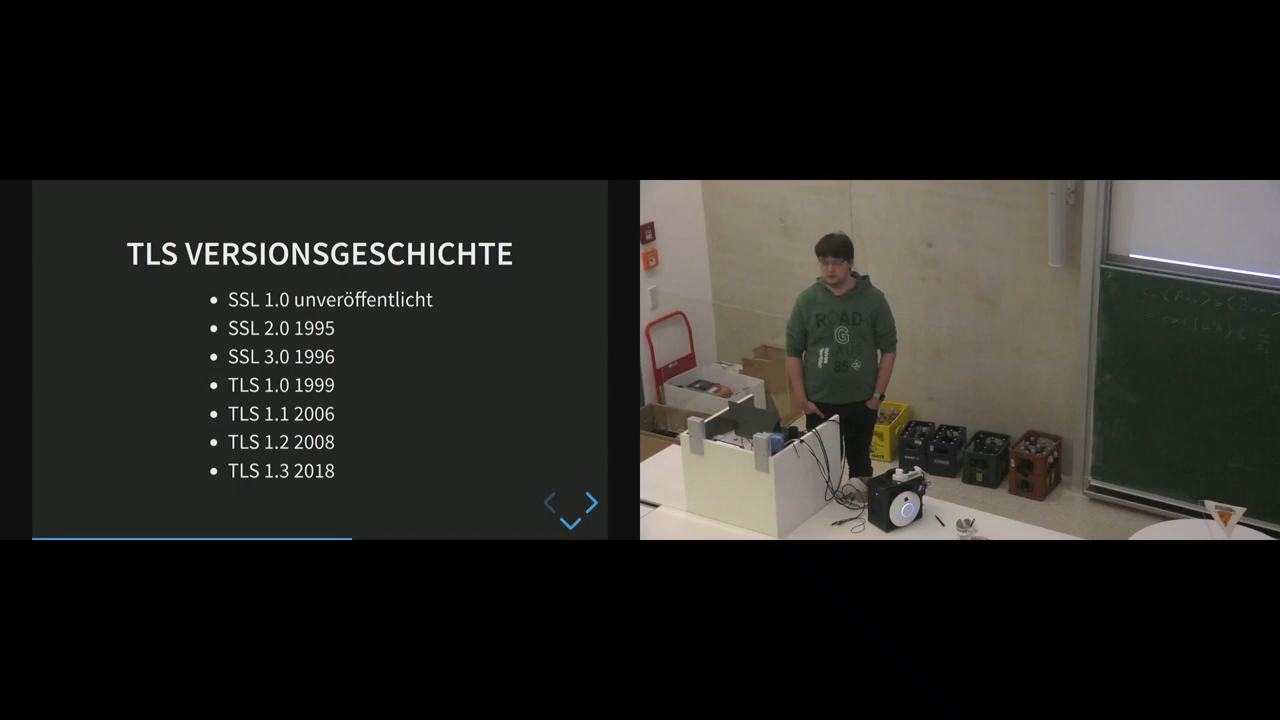 TLS VERSIONSGESCHICHTE
SSL 1.0 unveröffentlicht
SSL 2.0 1995
SSL 3.0 1996
TLS 1.0 1999
TLS 1.1 2006
TLS 1.2 2008
TLS 1.3 2018
ROAD
G
85